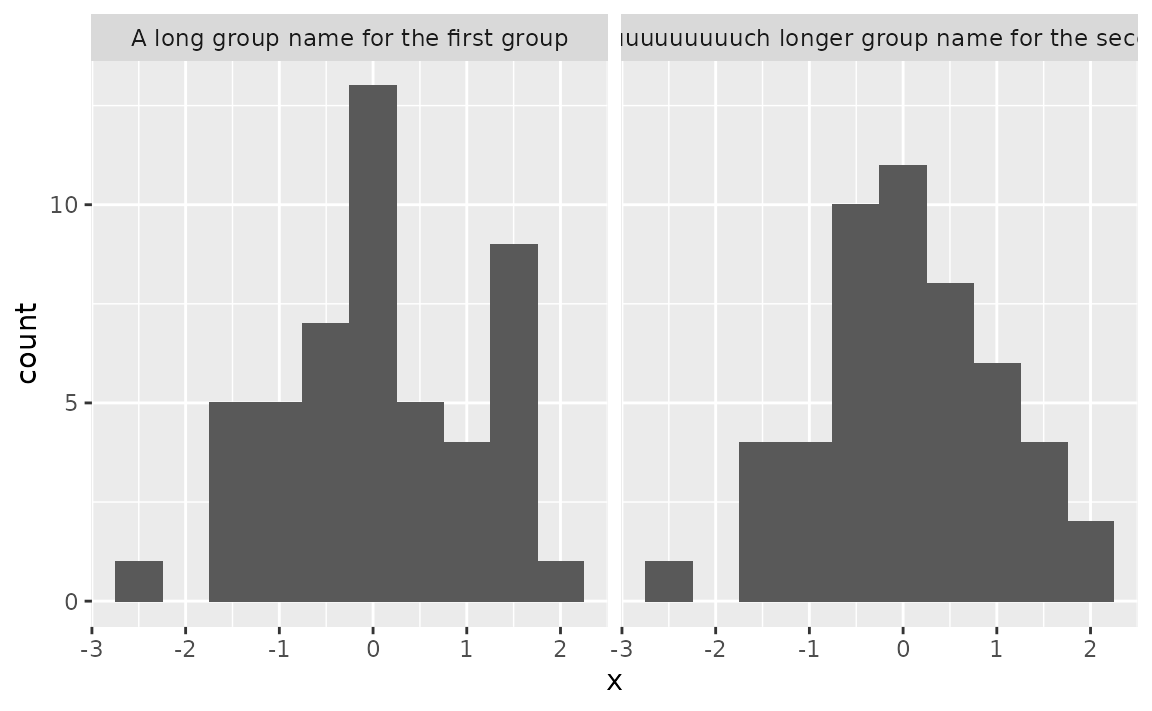 A long group name for the first group
longer group name for the
count
10
5
0
-3 -2 -1 0 1 2
-3 -2 -1 0 1 2
x